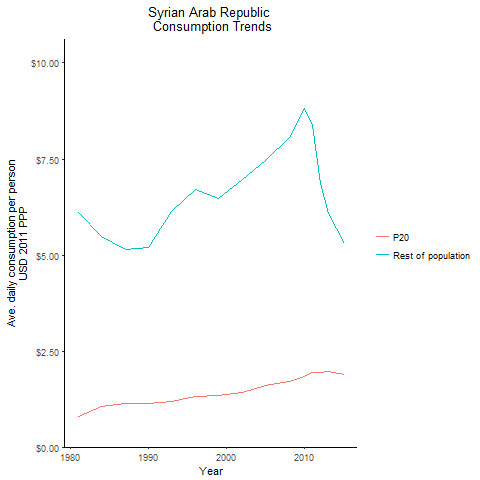 Syrian Arab Republic
Consumption Trends
$10.00
$7.50
$5.00
$2.50
$0.00
Ave. daily consumption per person
USD 2011 PPP
1980 1990 2000 2010
Year
P20
Rest of population